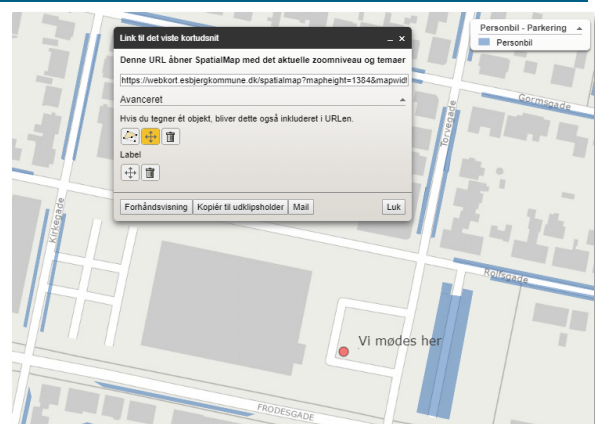 Link til det viste kortudsnit
Denne URL åbner SpatialMap med det aktuelle zoomniveau og temaer
https://webkort.esbjergkommune.dk/spatialmap?mapheight=1384&mapwidt
Avanceret
Hvis du tegner ét objekt, bliver dette også inkluderet i URLen.
Label
Forhåndsvisning Kopiér til udklipsholder Mail Luk
Personbil - Parkering
Personbil
Gormsgade
Torvegade
Kirkegade
Rolfsgade
Vi mødes her
FRODESGADE